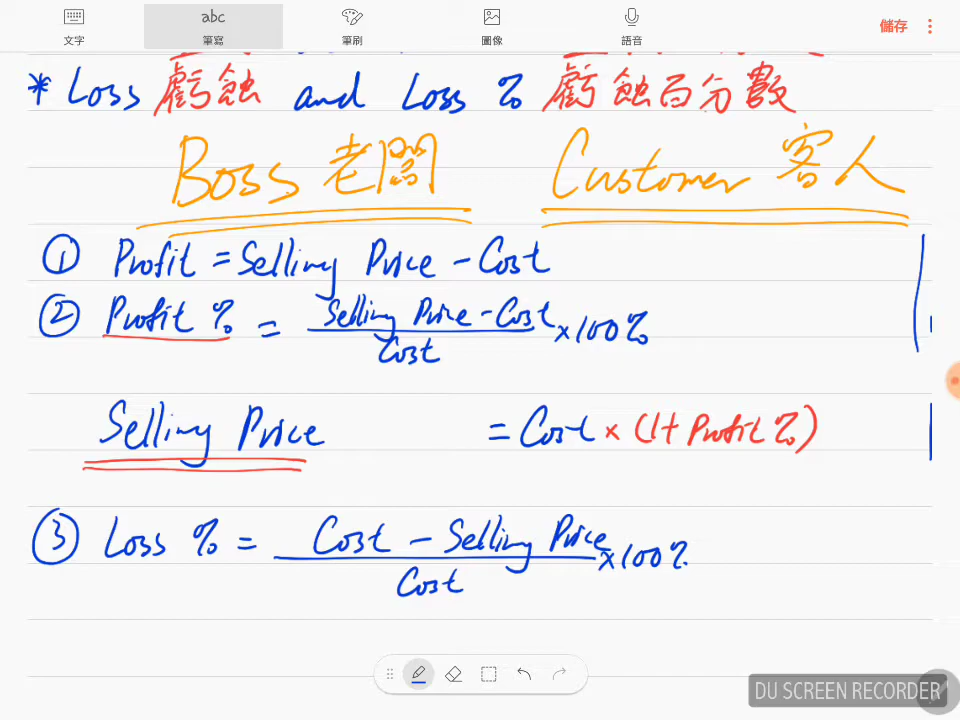 文字 筆寫 筆刷 圖像 語音 儲存
abc
* Loss 虧蝕 and Loss % 虧蝕百分數
Boss 老闆 Customer 客人
① Profit = Selling Price - Cost
② Profit % = Selling Price - Cost / Cost × 100%
Selling Price = Cost × (1 + Profit %)
③ Loss % = Cost - Selling Price / Cost × 100%
DU SCREEN RECORDER